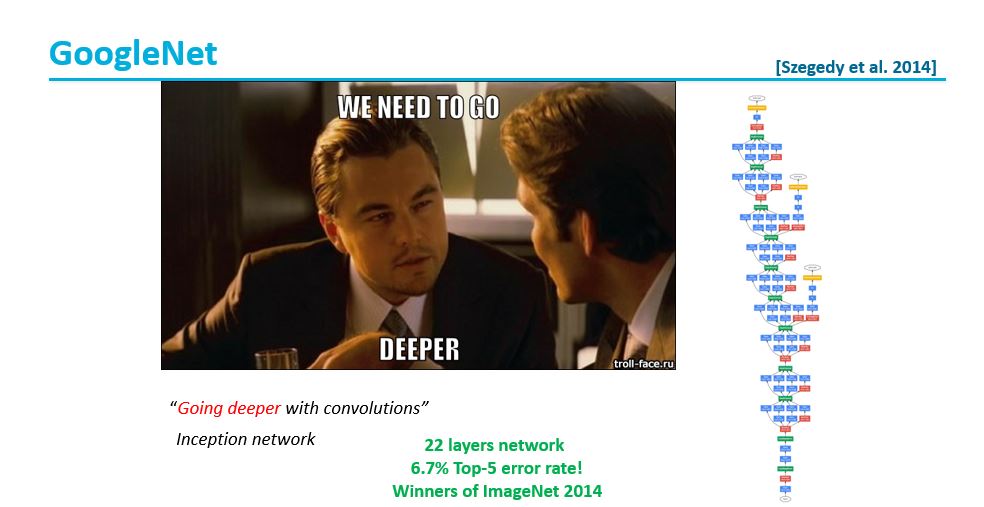 GoogleNet
[Szegedy et al. 2014]
WE NEED TO GO
DEEPER
troll-face.ru
“Going deeper with convolutions”
Inception network
22 layers network
6.7% Top-5 error rate!
Winners of ImageNet 2014